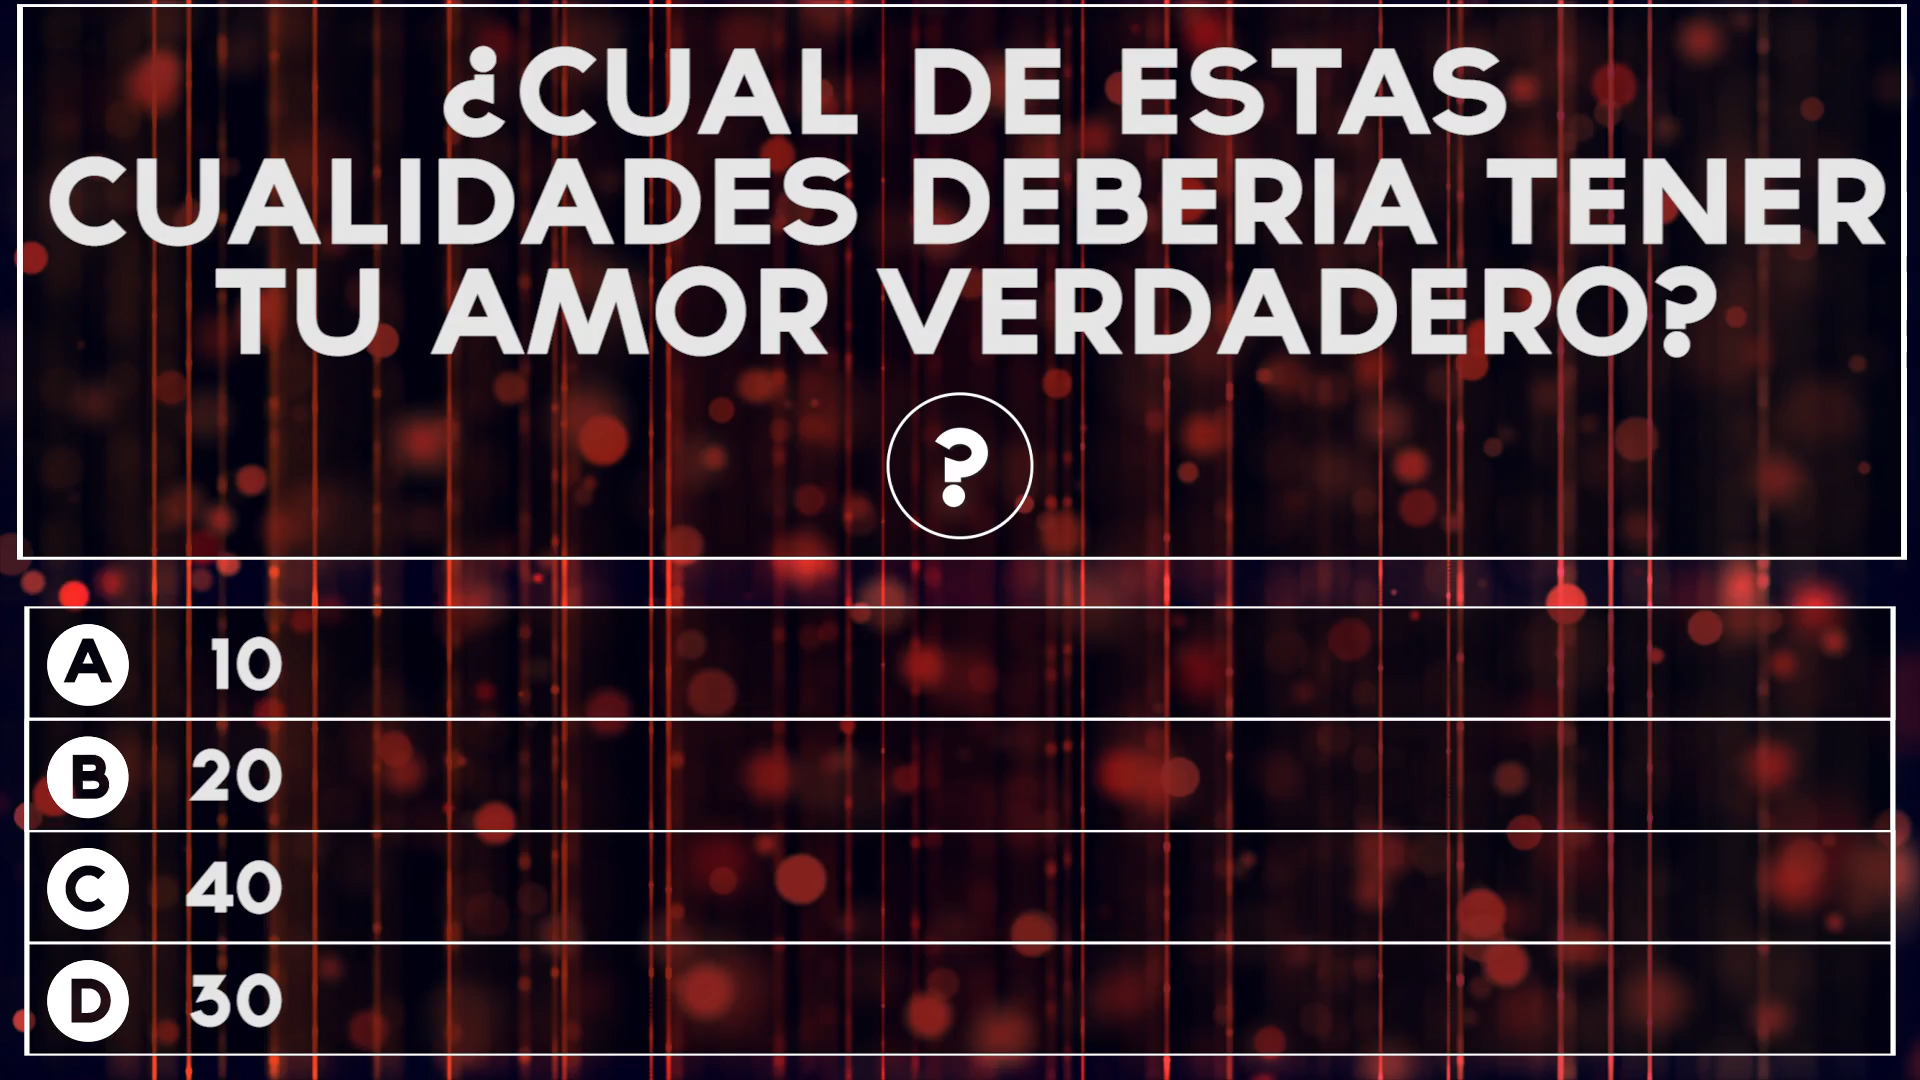 ¿CUAL DE ESTAS
CUALIDADES DEBERIA TENER
TU AMOR VERDADERO?
?
A 10
B 20
C 40
D 30